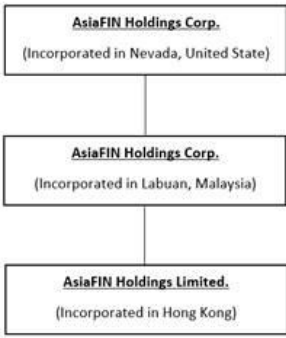 AsiaFIN Holdings Corp.
(Incorporated in Nevada, United State)
AsiaFIN Holdings Corp.
(Incorporated in Labuan, Malaysia)
AsiaFIN Holdings Limited.
(Incorporated in Hong Kong)